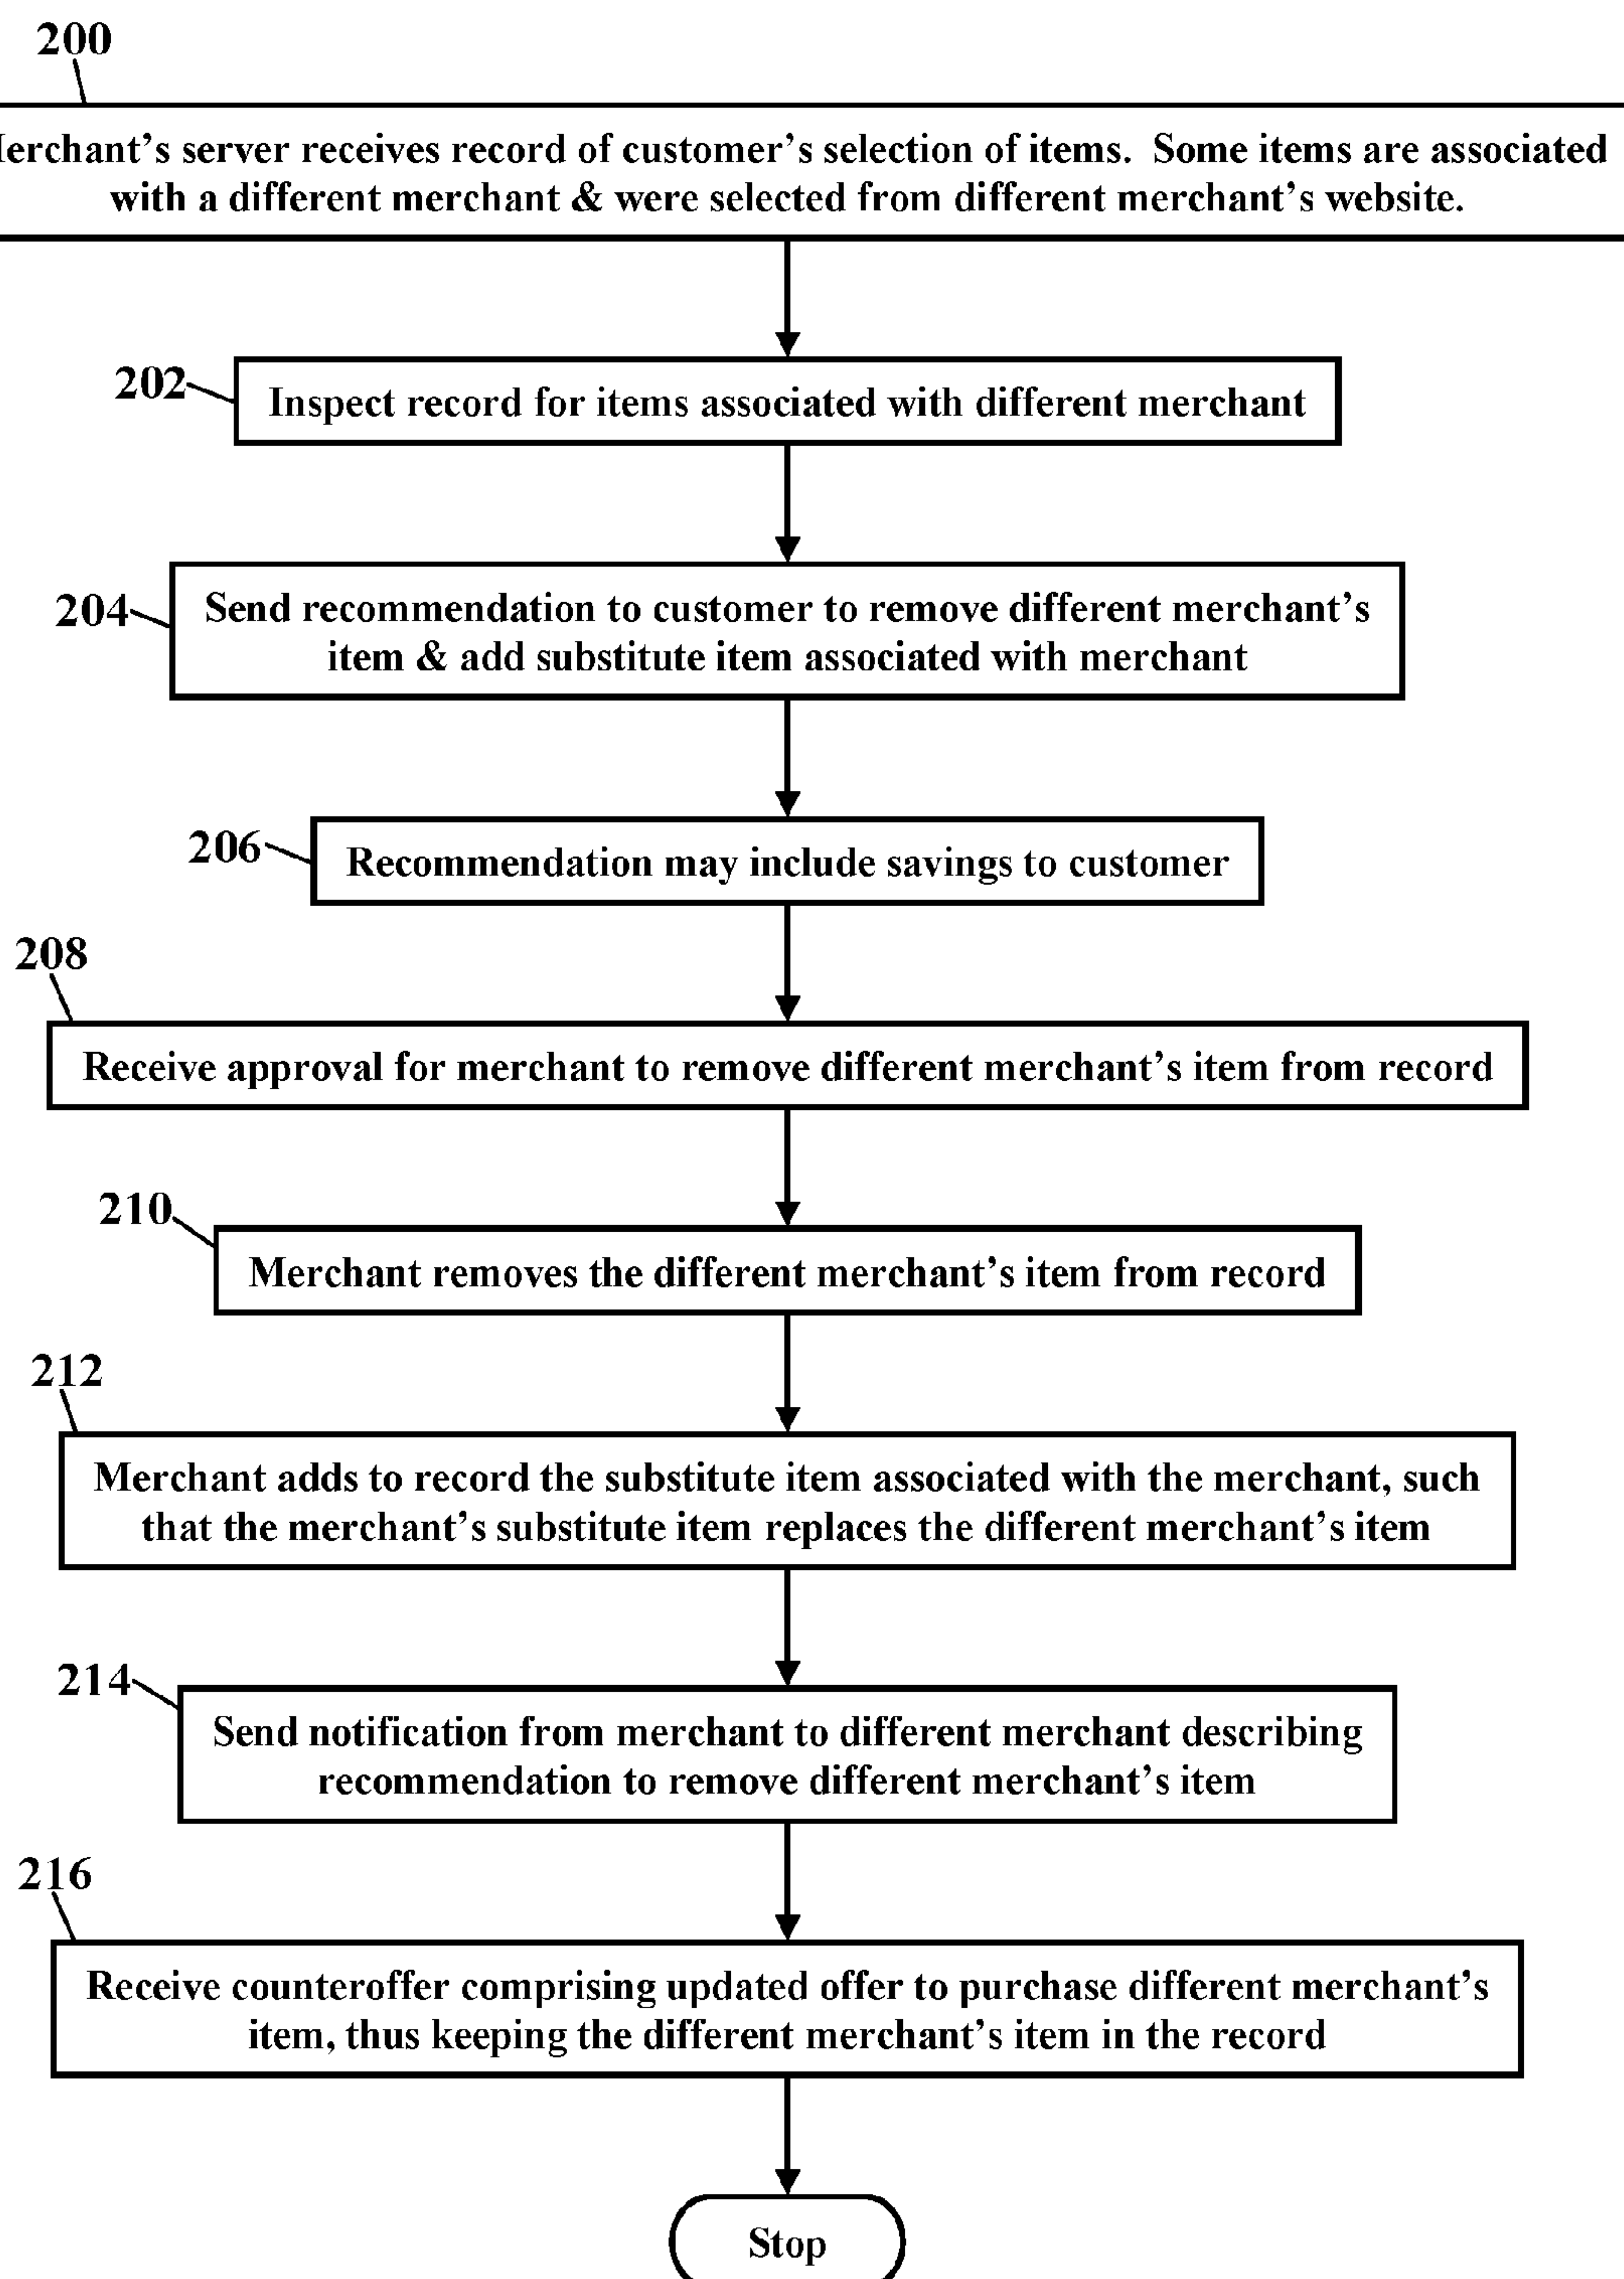 200
erchant's server receives record of customer's selection of items. Some items are associated
with a different merchant & were selected from different merchant's website.
202
Inspect record for items associated with different merchant
204
Send recommendation to customer to remove different merchant's
item & add substitute item associated with merchant
206
Recommendation may include savings to customer
208
Receive approval for merchant to remove different merchant's item from record
210
Merchant removes the different merchant's item from record
212
Merchant adds to record the substitute item associated with the merchant, such
that the merchant's substitute item replaces the different merchant's item
214
Send notification from merchant to different merchant describing
recommendation to remove different merchant's item
216
Receive counteroffer comprising updated offer to purchase different merchant's
item, thus keeping the different merchant's item in the record
Stop